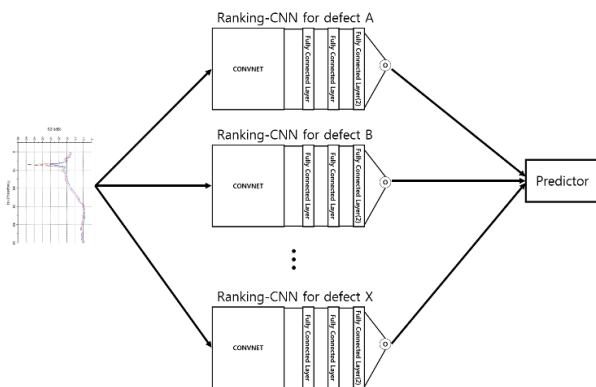 Ranking-CNN for defect A
CONVNET
Fully Connected Layer
Fully Connected Layer
Fully Connected Layer(2)
Ranking-CNN for defect B
CONVNET
Fully Connected Layer
Fully Connected Layer
Fully Connected Layer(2)
Predictor
Ranking-CNN for defect X
CONVNET
Fully Connected Layer
Fully Connected Layer
Fully Connected Layer(2)